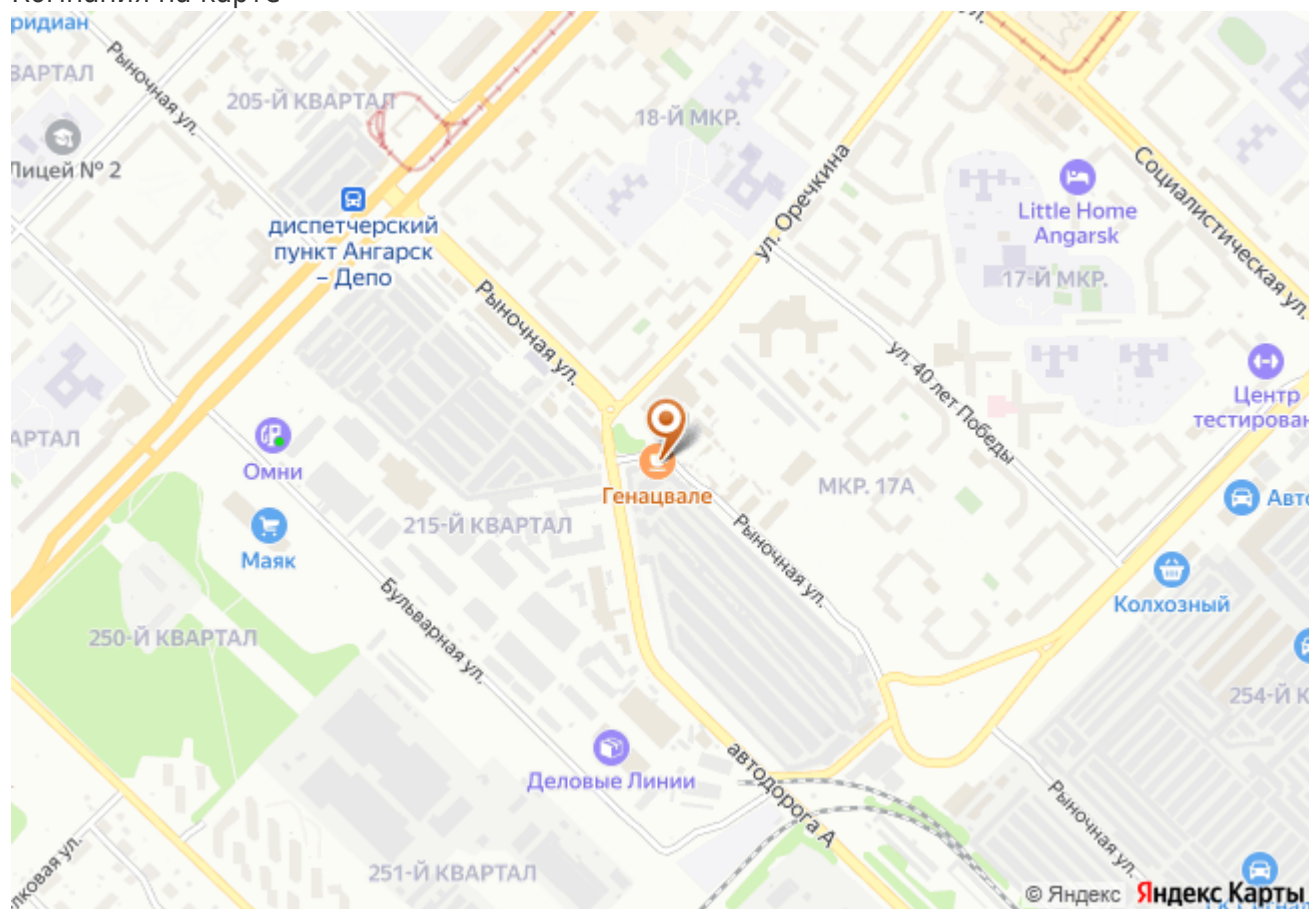 Компания на карте
ридиан
Рыночная ул.
205-Й КВАРТАЛ
18-Й МКР.
Лицей № 2
диспетчерский
пункт Ангарск
– Депо
ул. Оречкина
Little Home
Angarsk
Социалистическая ул.
17-Й МКР.
Рыночная ул.
ул. 40 лет Победы
Центр
тестирован
АРТАЛ
Омни
Генацвале
МКР. 17А
Авто
215-Й КВАРТАЛ
Маяк
Рыночная ул.
Колхозный
Бульварная ул.
250-Й КВАРТАЛ
254-Й К
Деловые Линии
автодорога А
Рыночная ул.
251-Й КВАРТАЛ
© Яндекс Яндекс Карты